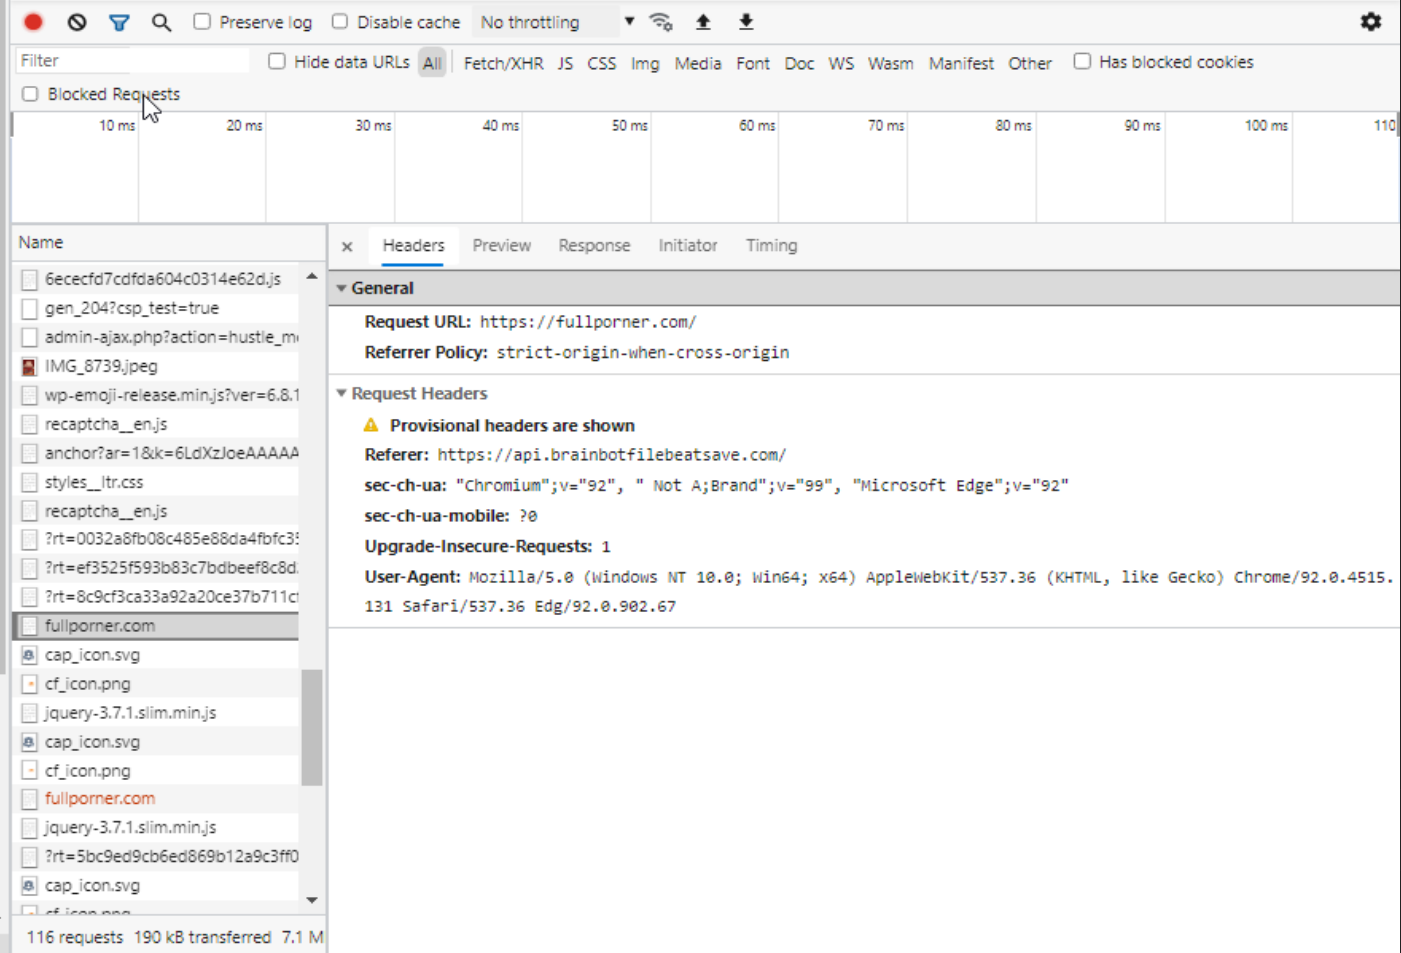 Preserve log Disable cache No throttling
Filter Hide data URLs All Fetch/XHR JS CSS Img Media Font Doc WS Wasm Manifest Other Has blocked cookies
Blocked Requests
10 ms 20 ms 30 ms 40 ms 50 ms 60 ms 70 ms 80 ms 90 ms 100 ms 110
Name
6ececfd7cdfda604c0314e62d.js
gen_204?csp_test=true
admin-ajax.php?action=hustle_m
IMG_8739.jpeg
wp-emoji-release.min.js?ver=6.8.1
recaptcha__en.js
anchor?ar=1&k=6LdXzJoeAAAAA
styles__ltr.css
recaptcha__en.js
?rt=0032a8fb08c485e88da4fbfc35
?rt=ef3525f593b83c7bdbeef8c8d
?rt=8c9cf3ca33a92a20ce37b711c
fullporner.com
cap_icon.svg
cf_icon.png
jquery-3.7.1.slim.min.js
cap_icon.svg
cf_icon.png
fullporner.com
jquery-3.7.1.slim.min.js
?rt=5bc9ed9cb6ed869b12a9c3ff0
cap_icon.svg
cf_icon.png
116 requests 190 kB transferred 7.1 M
Headers Preview Response Initiator Timing
General
Request URL: https://fullporner.com/
Referrer Policy: strict-origin-when-cross-origin
Request Headers
Provisional headers are shown
Referer: https://api.brainbotfilebeatsave.com/
sec-ch-ua: "Chromium";v="92", " Not A;Brand";v="99", "Microsoft Edge";v="92"
sec-ch-ua-mobile: ?0
Upgrade-Insecure-Requests: 1
User-Agent: Mozilla/5.0 (Windows NT 10.0; Win64; x64) AppleWebKit/537.36 (KHTML, like Gecko) Chrome/92.0.4515.
131 Safari/537.36 Edg/92.0.902.67